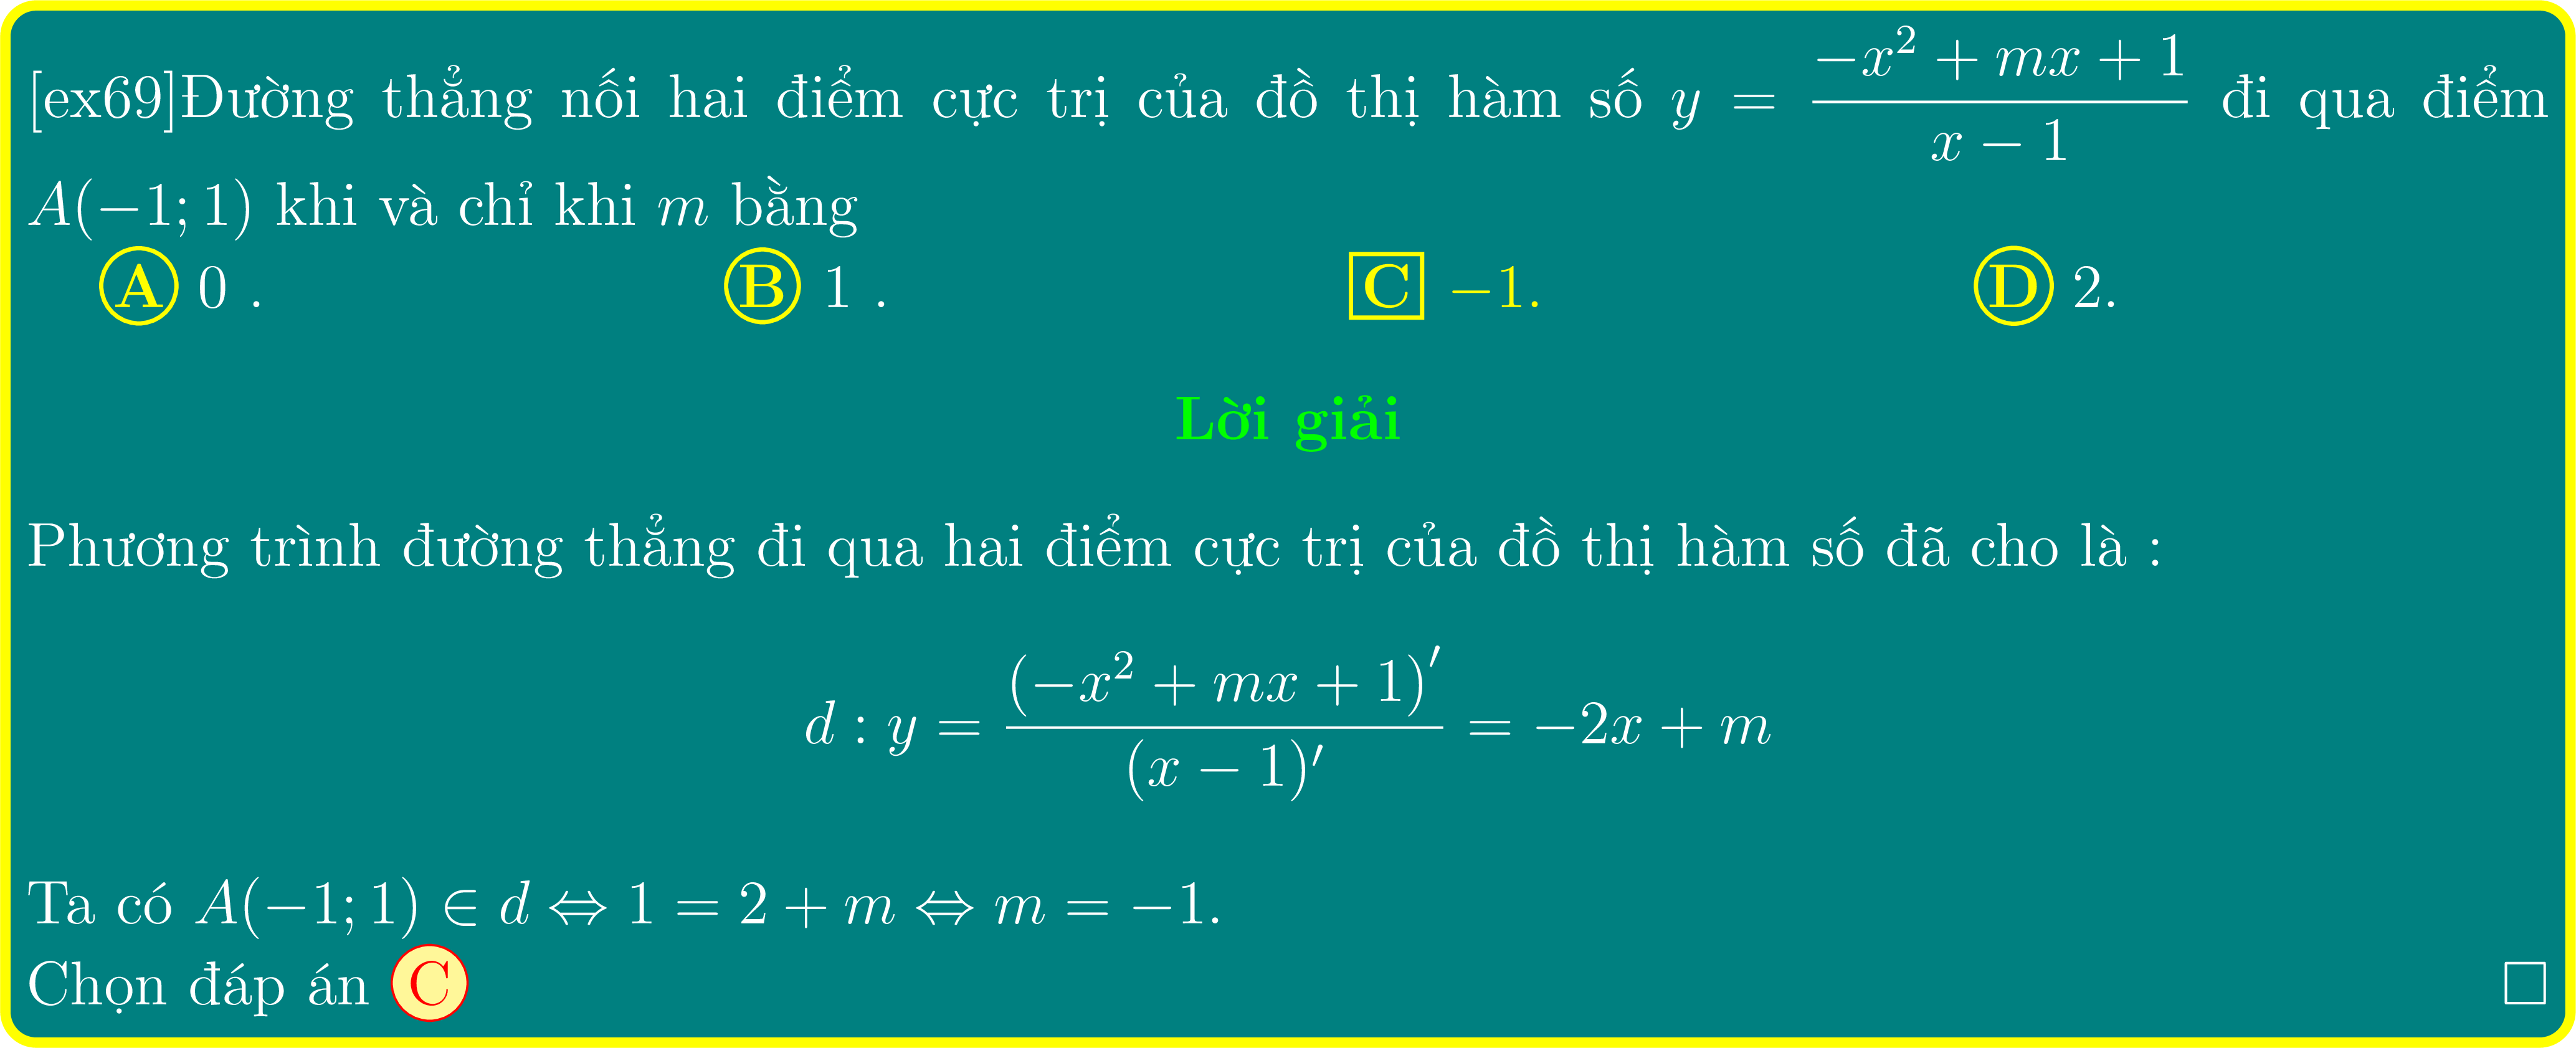 [ex69]Đường thẳng nối hai điểm cực trị của đồ thị hàm số $y = \dfrac{-x^2 + mx + 1}{x - 1}$ đi qua điểm
$A(-1; 1)$ khi và chỉ khi $m$ bằng
Ⓐ 0 . Ⓑ 1 . C −1. Ⓓ 2.
Lời giải
Phương trình đường thẳng đi qua hai điểm cực trị của đồ thị hàm số đã cho là :
$d : y = \dfrac{(-x^2 + mx + 1)'}{(x - 1)'} = -2x + m$
Ta có $A(-1; 1) \in d \Leftrightarrow 1 = 2 + m \Leftrightarrow m = -1.$
Chọn đáp án Ⓒ □